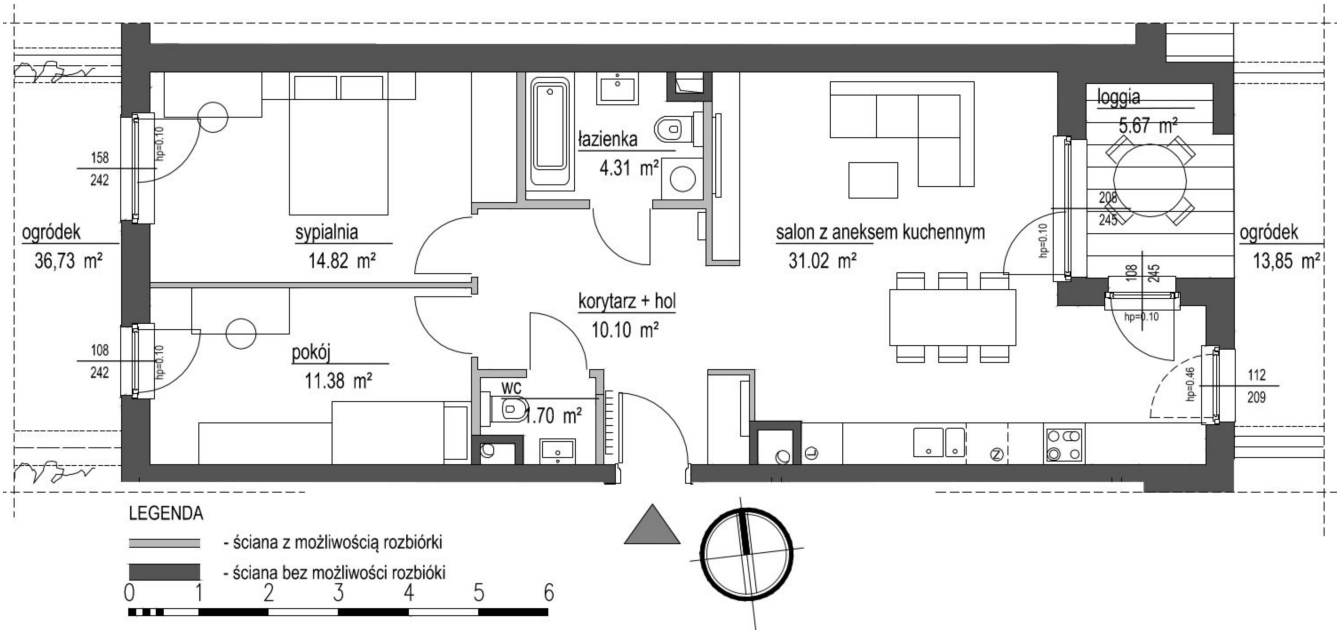 loggia
5.67 m²
łazienka
4.31 m²
hp=0.10
158
242
208
245
ogródek
36,73 m²
sypialnia
14.82 m²
salon z aneksem kuchennym
31.02 m²
hp=0.10
ogródek
13,85 m²
108
245
korytarz + hol
10.10 m²
hp=0.10
108
242
hp=0.10
pokój
11.38 m²
wc
1.70 m²
hp=0.46
112
209
L
Z
LEGENDA
- ściana z możliwością rozbiórki
- ściana bez możliwości rozbióki
0 1 2 3 4 5 6